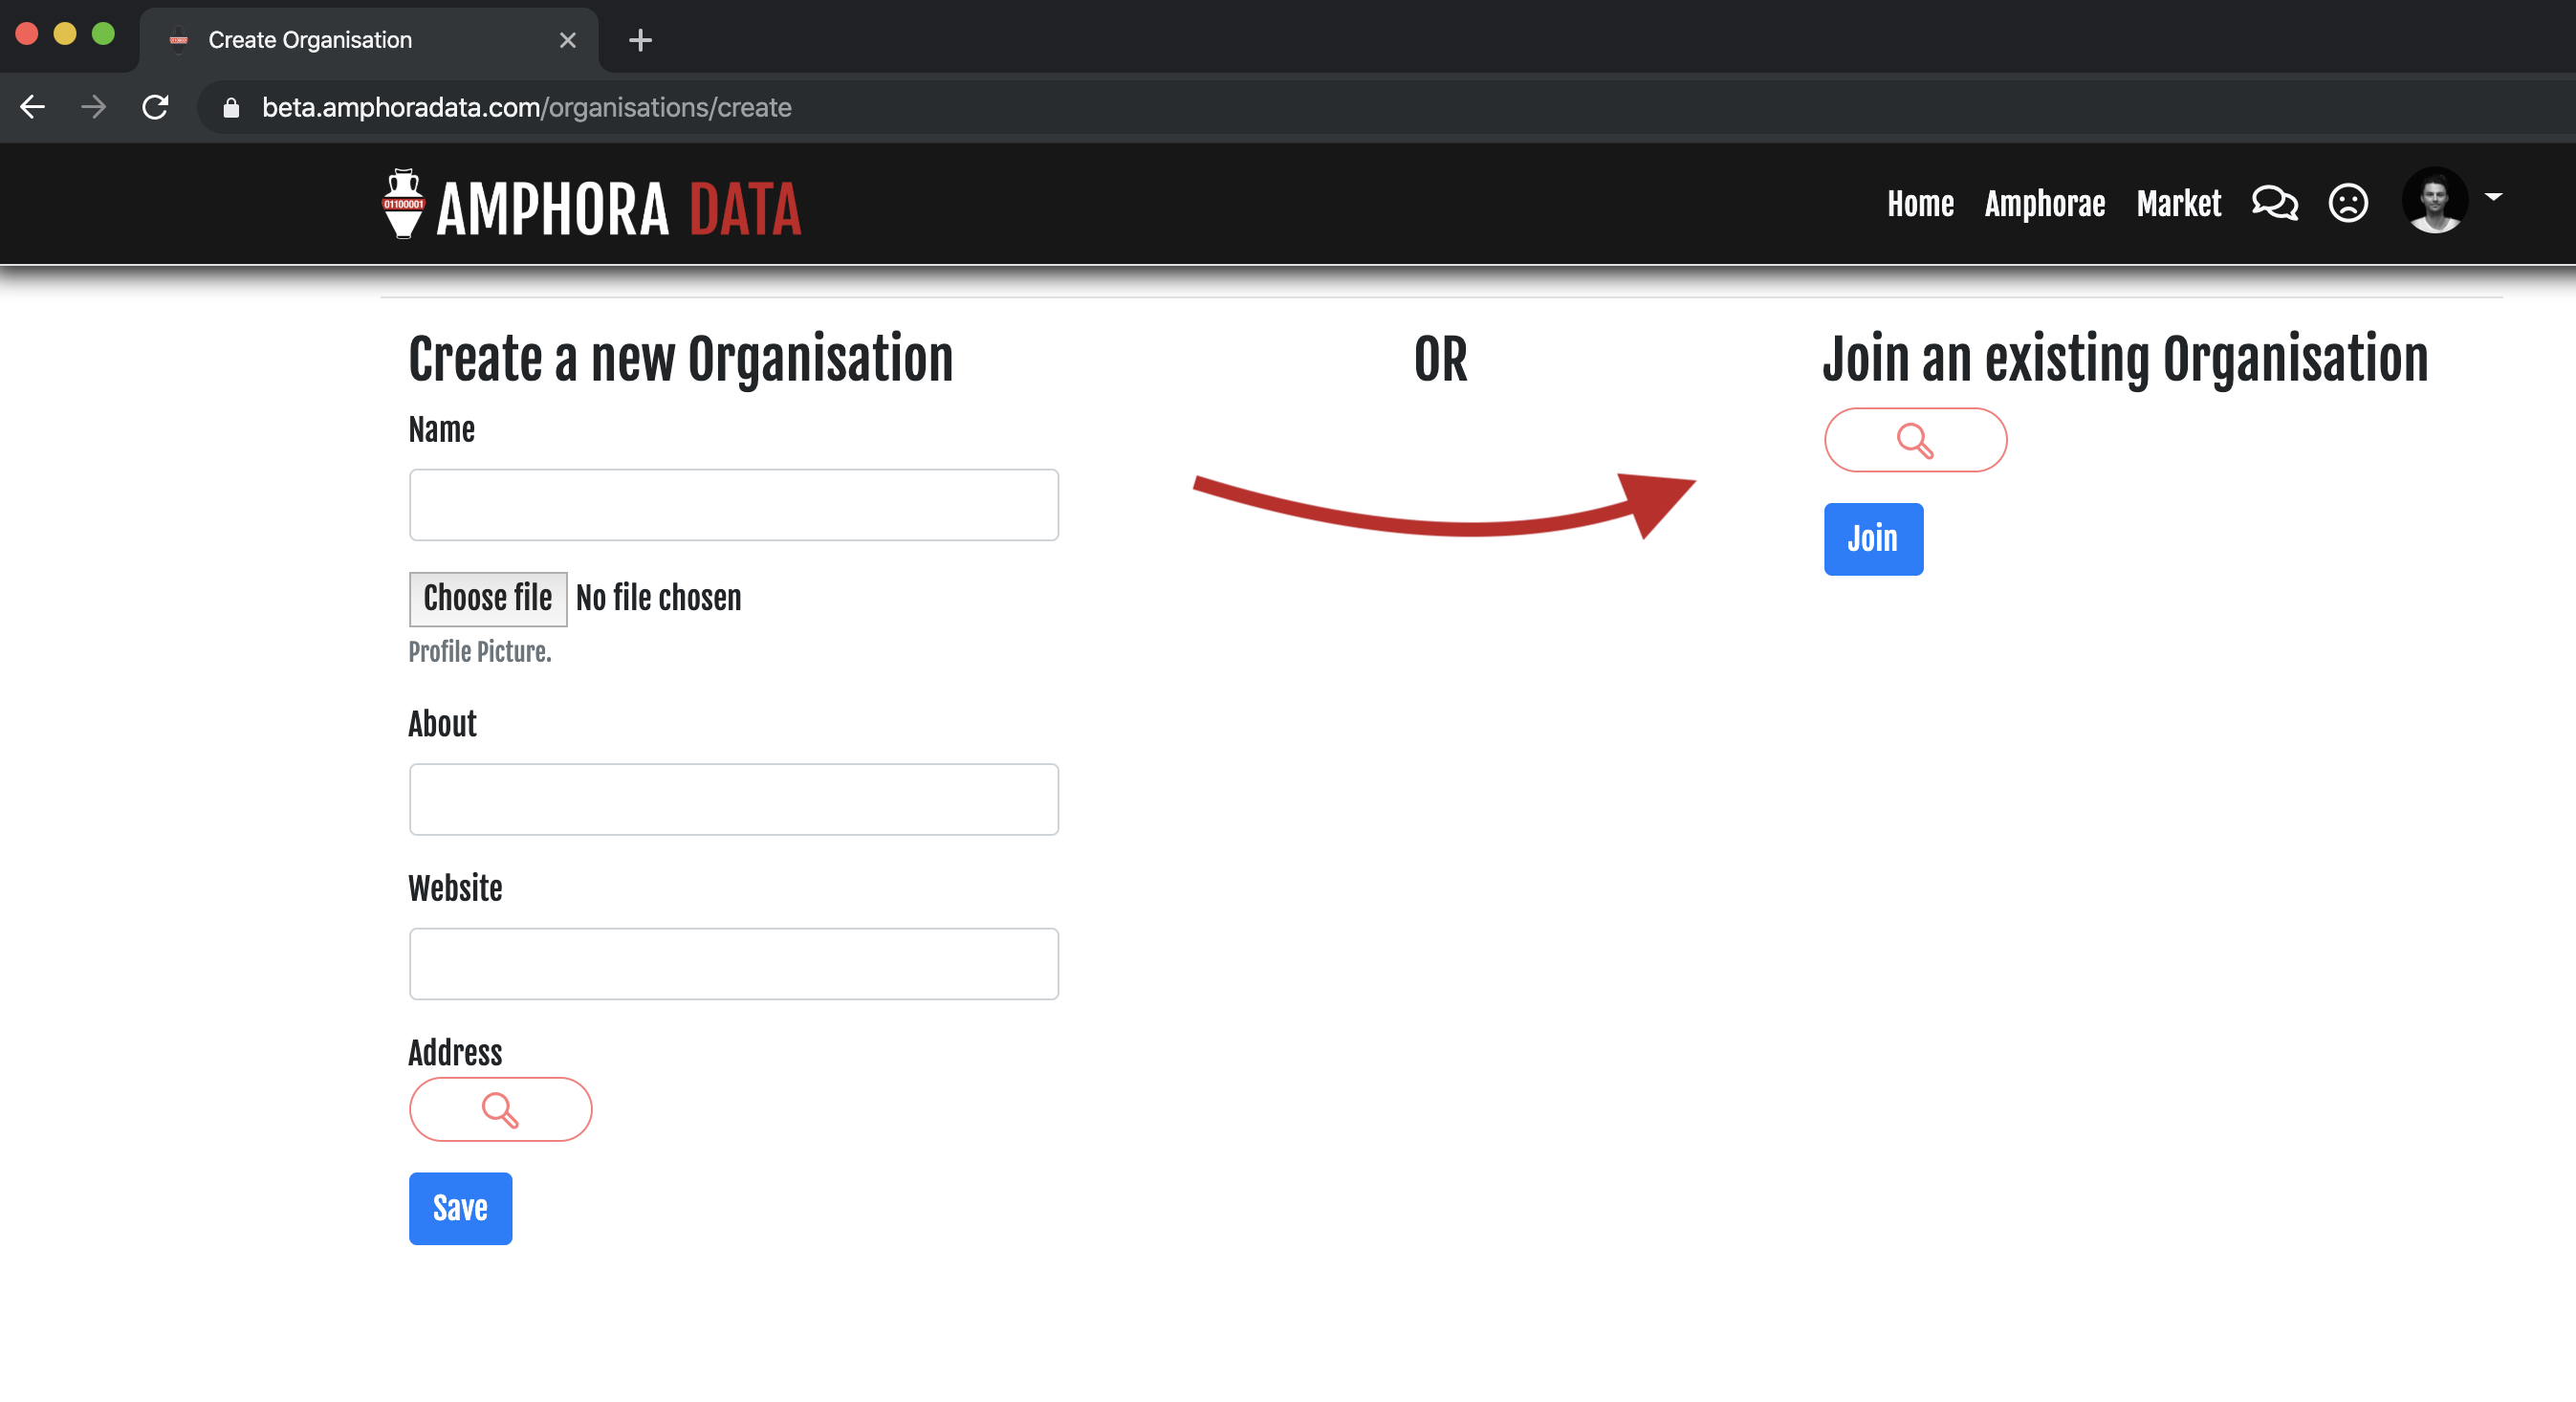 Create Organisation
beta.amphoradata.com/organisations/create
01100001
AMPHORA DATA
Home Amphorae Market
Create a new Organisation
OR
Join an existing Organisation
Name
Join
Choose file No file chosen
Profile Picture.
About
Website
Address
Save